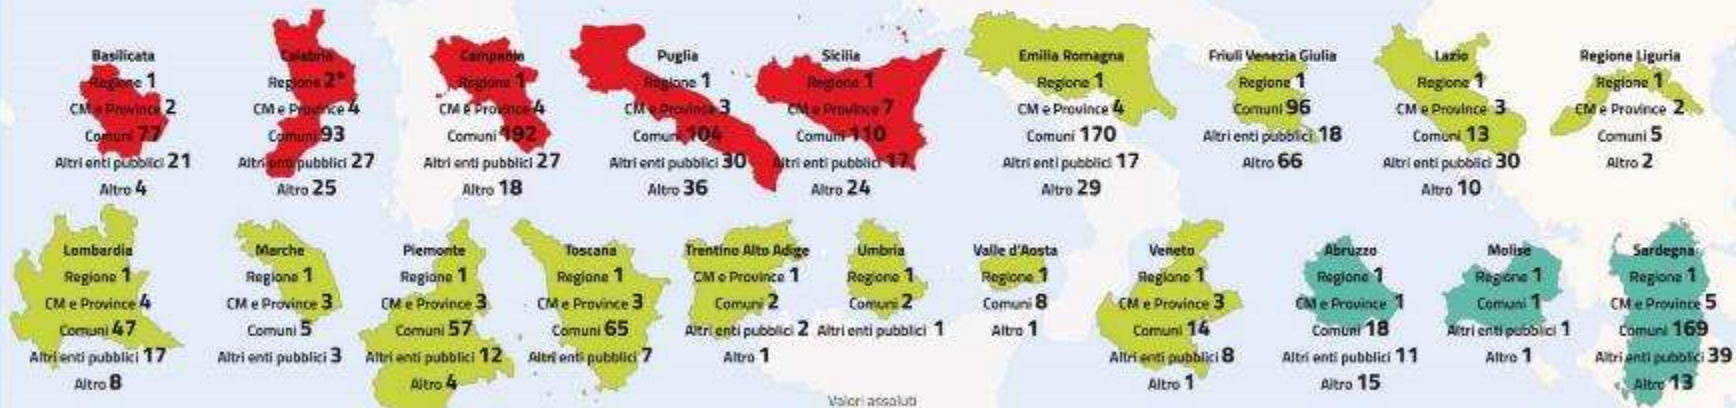 Basilicata
Regione 1
CM e Province 2
Comuni 77
Altri enti pubblici 21
Altro 4
Calabria
Regione 2*
CM e Province 4
Comuni 93
Altri enti pubblici 27
Altro 25
Campania
Regione 1
CM e Province 4
Comuni 192
Altri enti pubblici 27
Altro 18
Puglia
Regione 1
CM e Province 3
Comuni 104
Altri enti pubblici 30
Altro 36
Sicilia
Regione 1
CM e Province 7
Comuni 110
Altri enti pubblici 17
Altro 24
Emilia Romagna
Regione 1
CM e Province 4
Comuni 170
Altri enti pubblici 17
Altro 29
Friuli Venezia Giulia
Regione 1
Comuni 96
Altri enti pubblici 18
Altro 66
Lazio
Regione 1
CM e Province 3
Comuni 13
Altri enti pubblici 30
Altro 10
Regione Liguria
Regione 1
CM e Province 2
Comuni 5
Altro 2
Lombardia
Regione 1
CM e Province 4
Comuni 47
Altri enti pubblici 17
Altro 8
Marche
Regione 1
CM e Province 3
Comuni 5
Altri enti pubblici 3
Piemonte
Regione 1
CM e Province 3
Comuni 57
Altri enti pubblici 12
Altro 4
Toscana
Regione 1
CM e Province 3
Comuni 65
Altri enti pubblici 7
Trentino Alto Adige
CM e Province 1
Comuni 2
Altri enti pubblici 2
Altro 1
Umbria
Regione 1
Comuni 2
Altri enti pubblici 1
Valle d'Aosta
Regione 1
Comuni 8
Altro 1
Veneto
Regione 1
CM e Province 3
Comuni 14
Altri enti pubblici 8
Altro 1
Abruzzo
Regione 1
CM e Province 1
Comuni 18
Altri enti pubblici 11
Altro 15
Molise
Regione 1
Comuni 1
Altri enti pubblici 1
Altro 1
Sardegna
Regione 1
CM e Province 5
Comuni 169
Altri enti pubblici 39
Altro 13
Valori assoluti